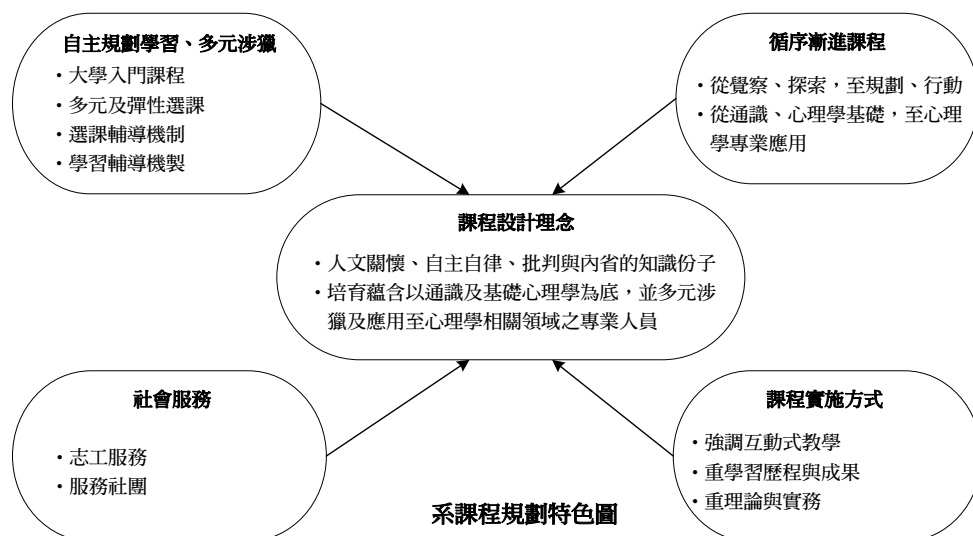 自主規劃學習、多元涉獵
・大學入門課程
・多元及彈性選課
・選課輔導機制
・學習輔導機製
循序漸進課程
・從覺察、探索，至規劃、行動
・從通識、心理學基礎，至心理
學專業應用
課程設計理念
・人文關懷、自主自律、批判與內省的知識份子
・培育蘊含以通識及基礎心理學為底，並多元涉
獵及應用至心理學相關領域之專業人員
社會服務
・志工服務
・服務社團
課程實施方式
・強調互動式教學
・重學習歷程與成果
・重理論與實務
系課程規劃特色圖